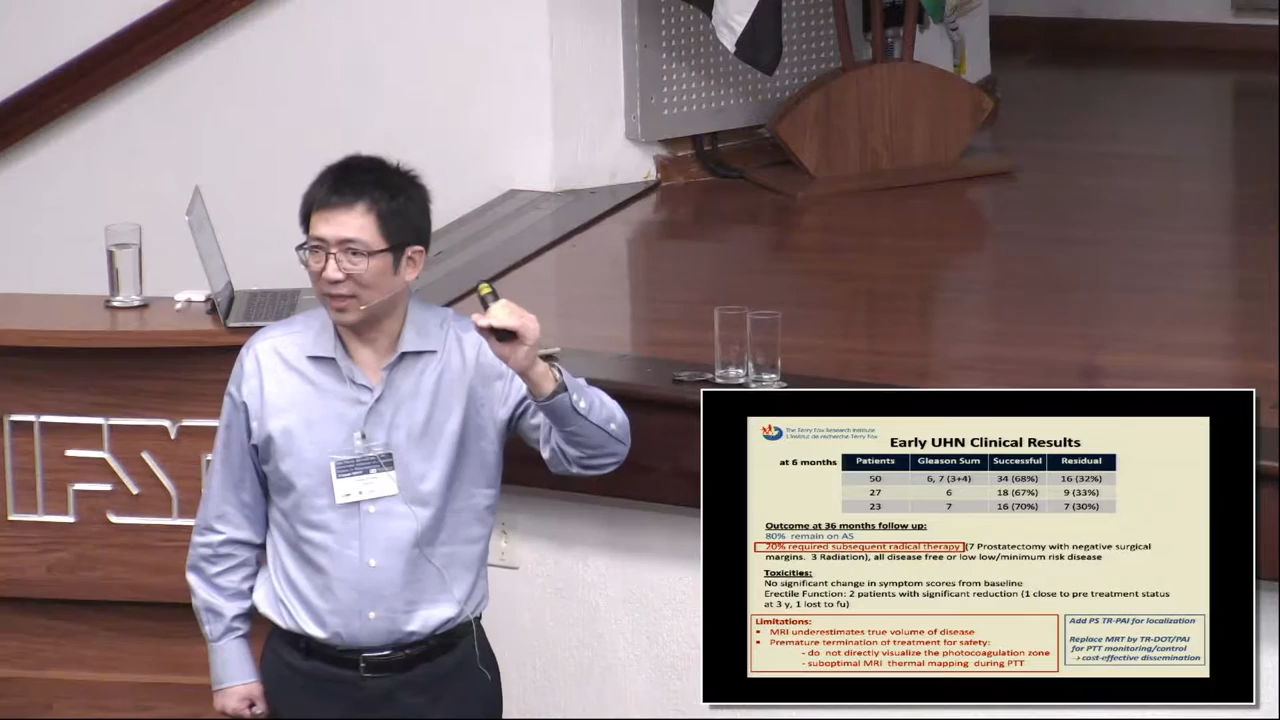 The Terry Fox Research Institute
L'Institut de recherche Terry Fox
Early UHN Clinical Results
at 6 months
Patients Gleason Sum Successful Residual
50 6, 7 (3+4) 34 (68%) 16 (32%)
27 6 18 (67%) 9 (33%)
23 7 16 (70%) 7 (30%)
Outcome at 36 months follow up:
80% remain on AS
20% required subsequent radical therapy (7 Prostatectomy with negative surgical
margins. 3 Radiation), all disease free or low low/minimum risk disease
Toxicities:
No significant change in symptom scores from baseline
Erectile Function: 2 patients with significant reduction (1 close to pre treatment status
at 3 y, 1 lost to fu)
Limitations:
▪ MRI underestimates true volume of disease
▪ Premature termination of treatment for safety:
- do not directly visualize the photocoagulation zone
- suboptimal MRI thermal mapping during PTT
Add PS TR-PAI for localization
Replace MRT by TR-DOT/PAI
for PTT monitoring/control
→ cost-effective dissemination